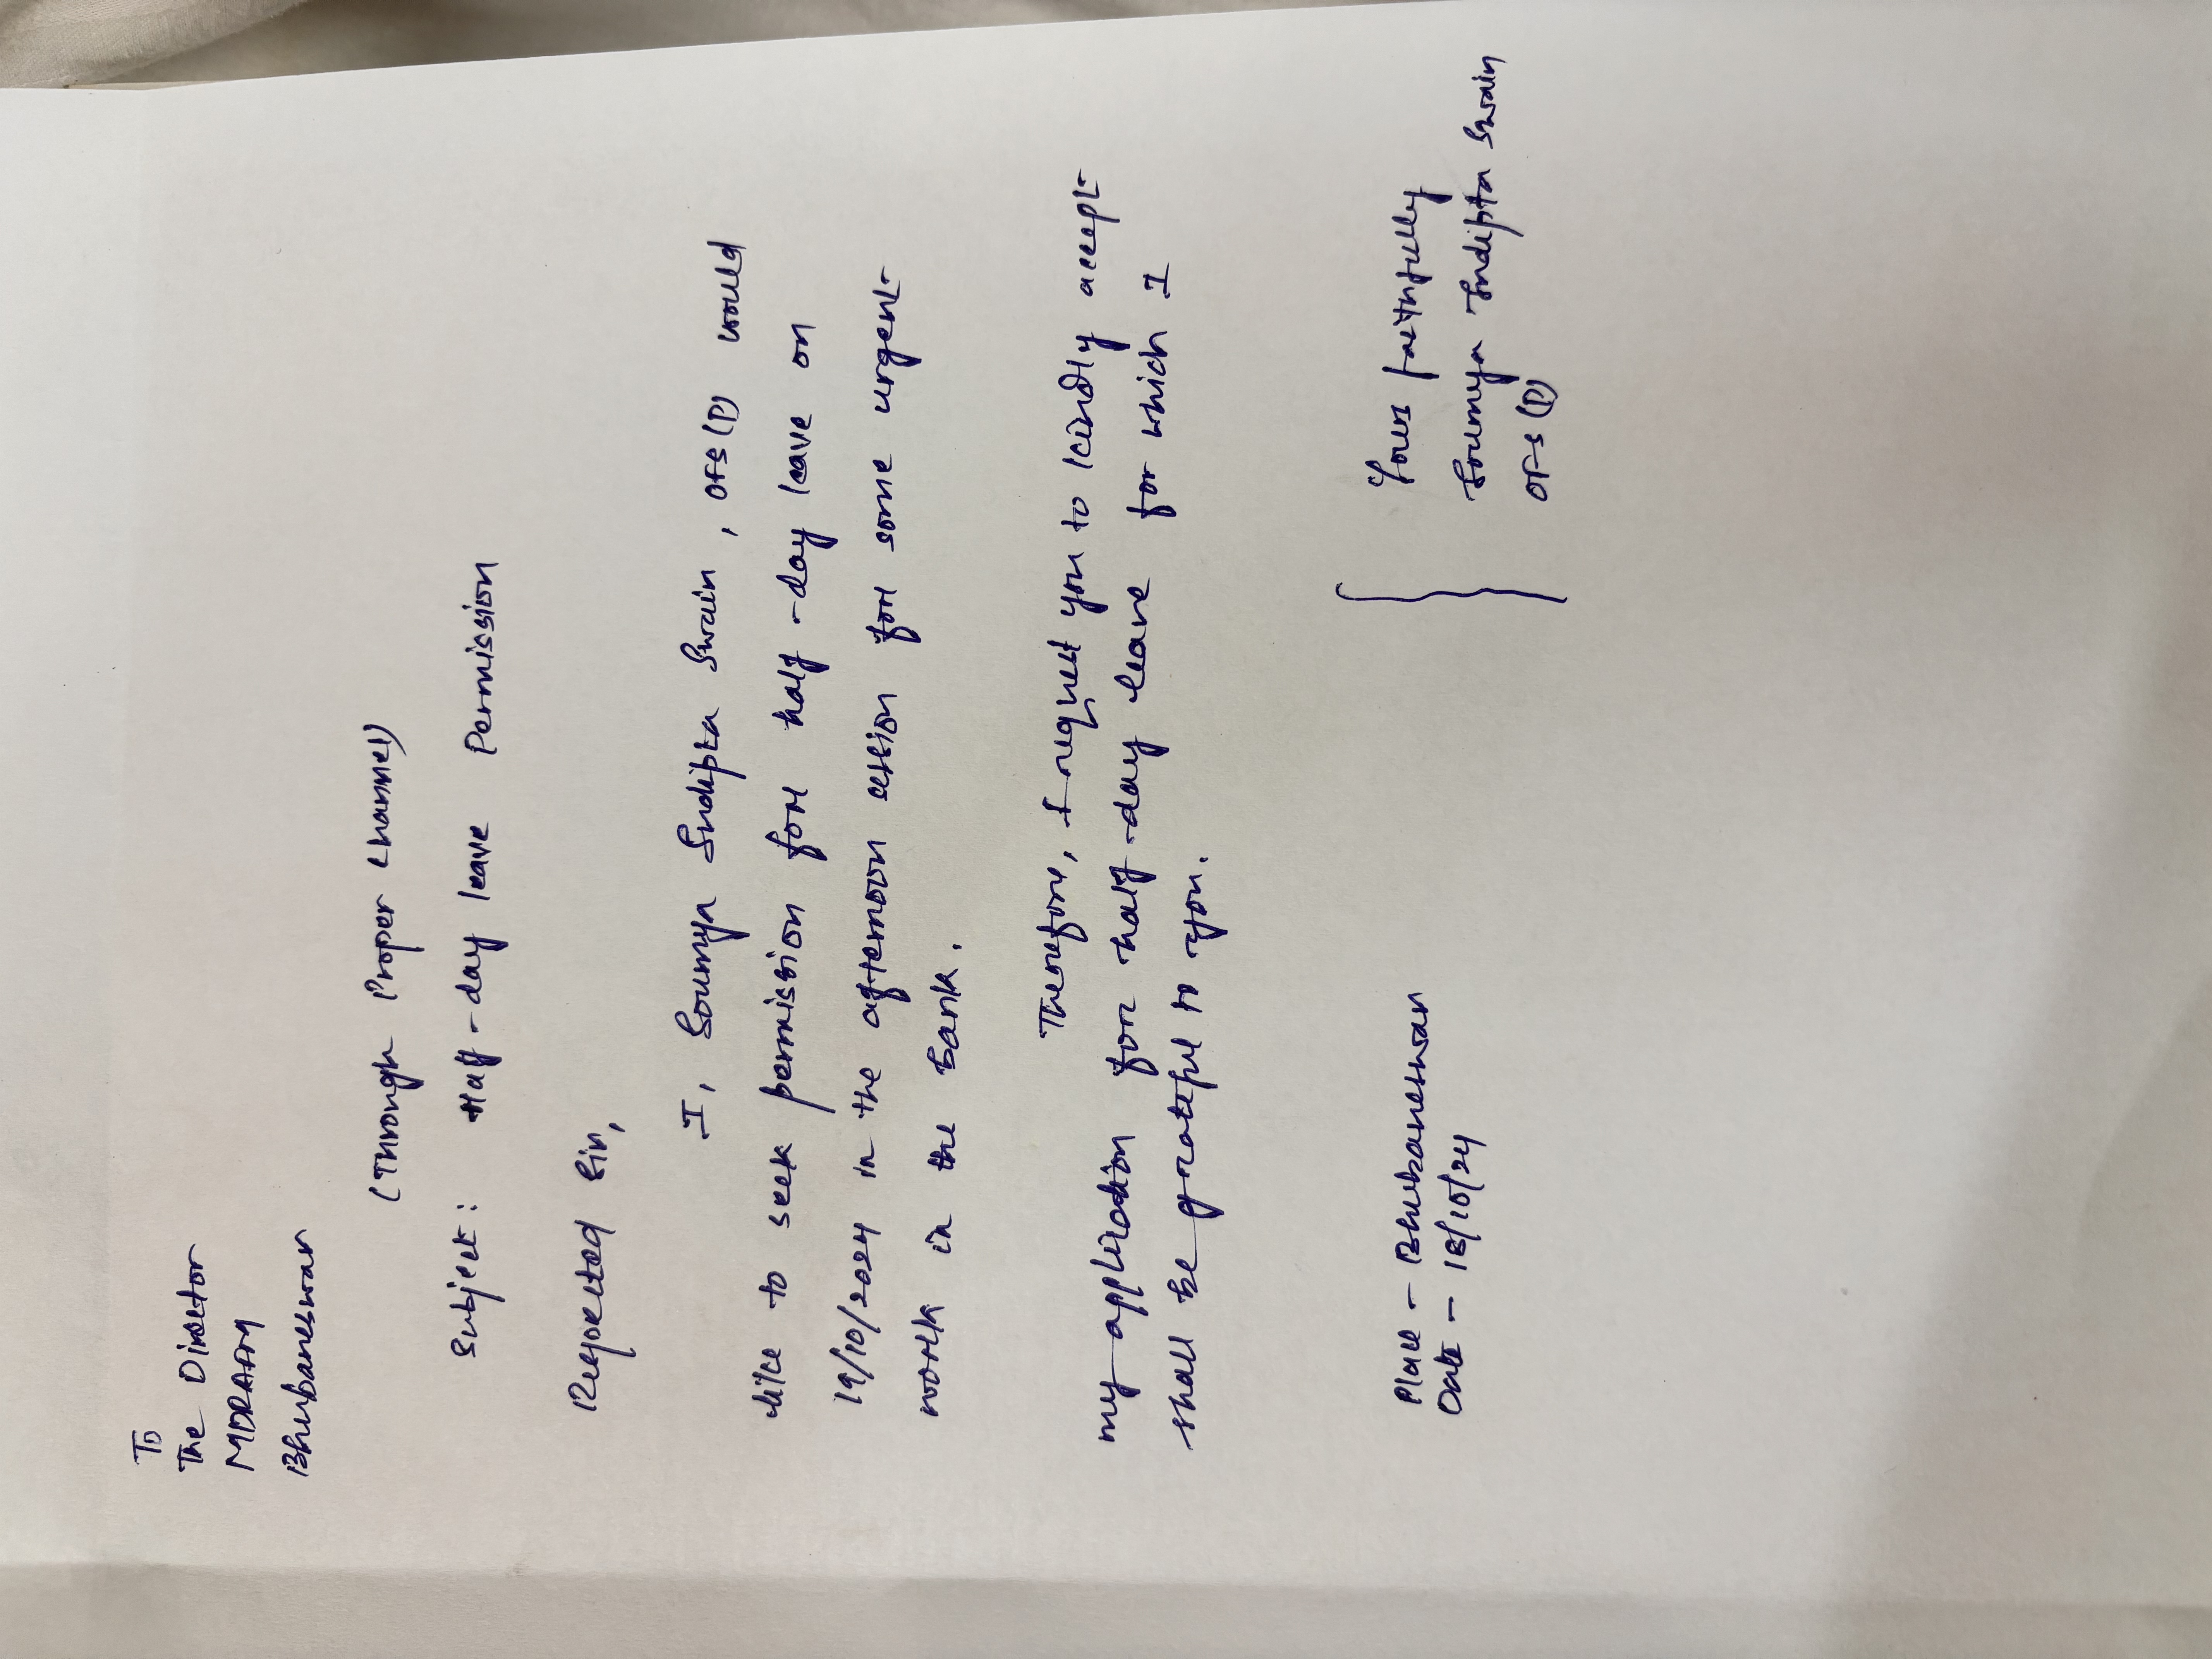 To
The Director
MDRAFM
Bhubaneswar
(Through Proper Channel)
Subject: Half-day leave Permission
Respected Sir,
I, Soumya Sudipta Swain, OFS(P) would
like to seek permission for half-day leave on
19/10/2024 in the afternoon session for some urgent
work in the bank.
Therefore, I request you to kindly accept
my application for half-day leave for which I
shall be grateful to you.
Place - Bhubaneswar
Date - 18/10/24
Yours faithfully
Soumya Sudipta Swain
OFS (P)